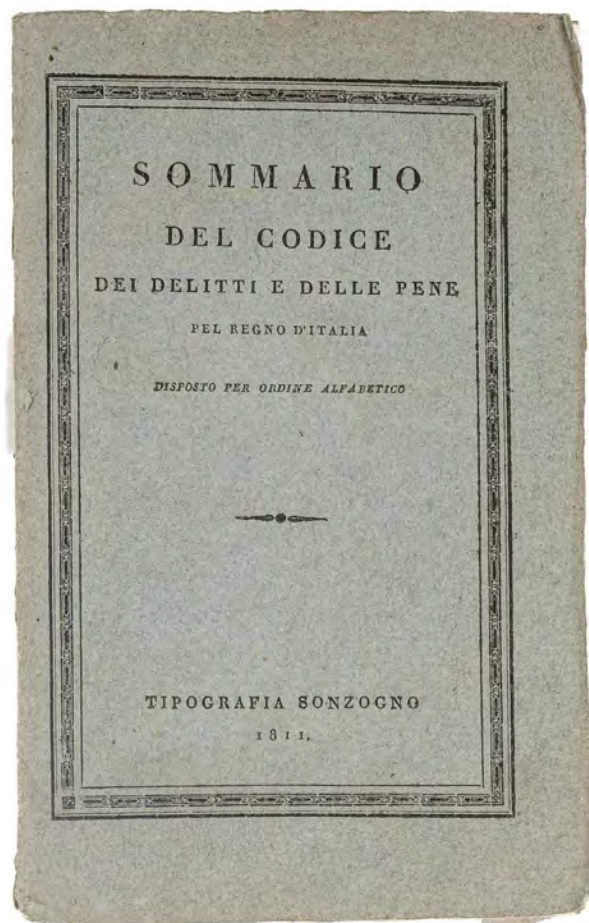 SOMMARIO
DEL CODICE
DEI DELITTI E DELLE PENE
PEL REGNO D'ITALIA
DISPOSTO PER ORDINE ALFABETICO
TIPOGRAFIA SONZOGNO
1811.